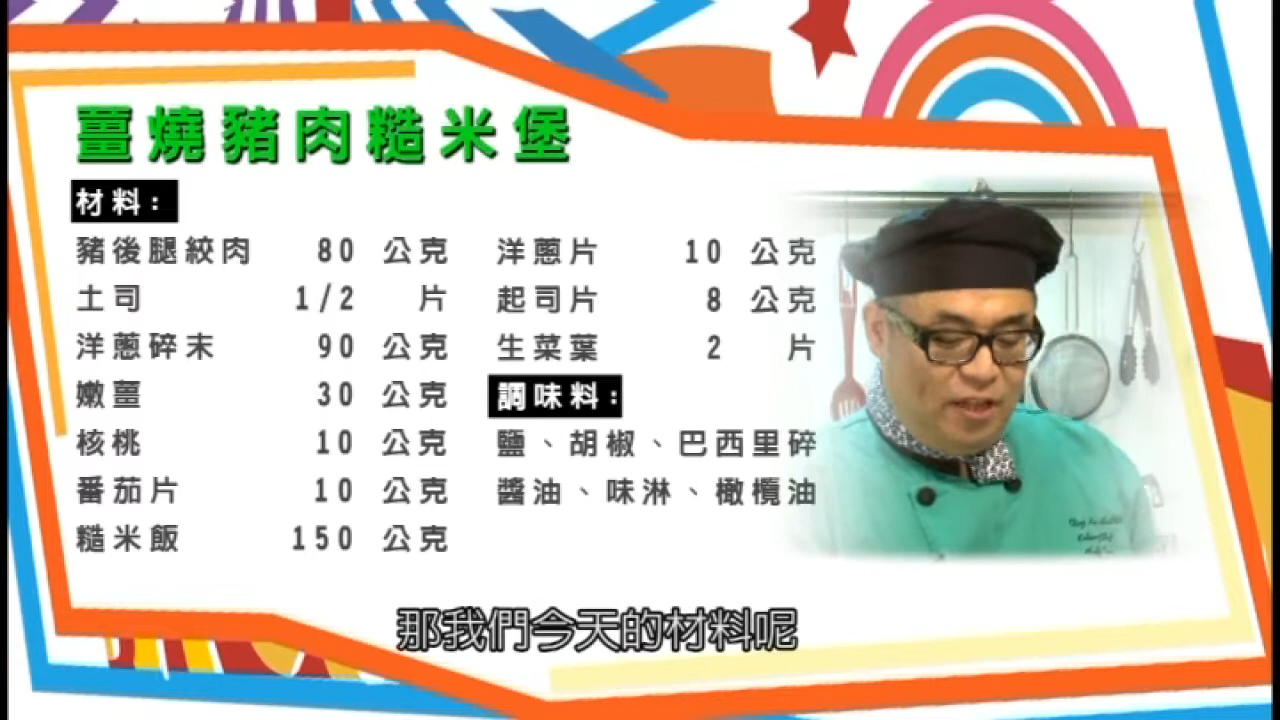 薑燒豬肉糙米堡
材料:
豬後腿絞肉 80 公克
土司 1/2 片
洋蔥碎末 90 公克
嫩薑 30 公克
核桃 10 公克
番茄片 10 公克
糙米飯 150 公克
洋蔥片 10 公克
起司片 8 公克
生菜葉 2 片
調味料:
鹽、胡椒、巴西里碎
醬油、味淋、橄欖油
那我們今天的材料呢